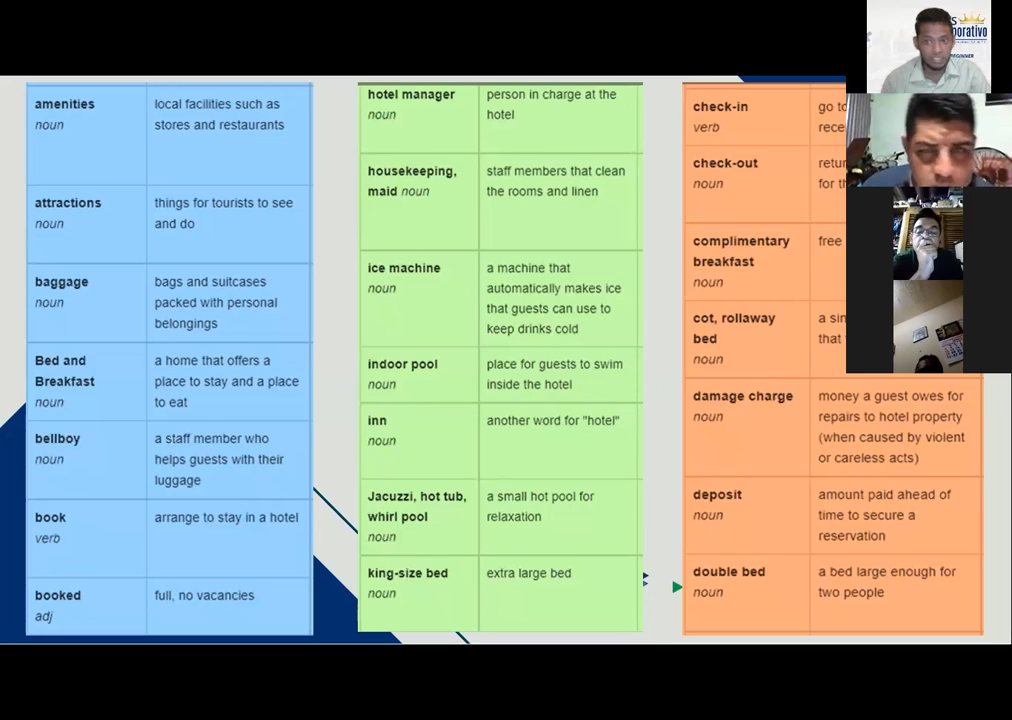 amenities
noun
local facilities such as
stores and restaurants
attractions
noun
things for tourists to see
and do
baggage
noun
bags and suitcases
packed with personal
belongings
Bed and
Breakfast
noun
a home that offers a
place to stay and a place
to eat
bellboy
noun
a staff member who
helps guests with their
luggage
book
verb
arrange to stay in a hotel
booked
adj
full, no vacancies
hotel manager
noun
person in charge at the
hotel
housekeeping,
maid noun
staff members that clean
the rooms and linen
ice machine
noun
a machine that
automatically makes ice
that guests can use to
keep drinks cold
indoor pool
noun
place for guests to swim
inside the hotel
inn
noun
another word for "hotel"
Jacuzzi, hot tub,
whirl pool
noun
a small hot pool for
relaxation
king-size bed
noun
extra large bed
check-in
verb
go to
check-out
noun
for
complimentary
breakfast
noun
free
cot, rollaway
bed
noun
a
that
damage charge
noun
money a guest owes for
repairs to hotel property
(when caused by violent
or careless acts)
deposit
noun
amount paid ahead of
time to secure a
reservation
double bed
noun
a bed large enough for
two people